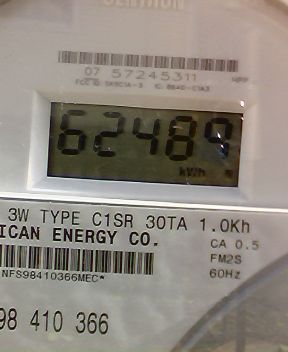 CENTRON
07 57245311
62489
kWh
3W TYPE C1SR 30TA 1.0Kh
ICAN ENERGY CO.
CA 0.5
FM2S
60Hz
NFS98410366MEC*
98 410 366